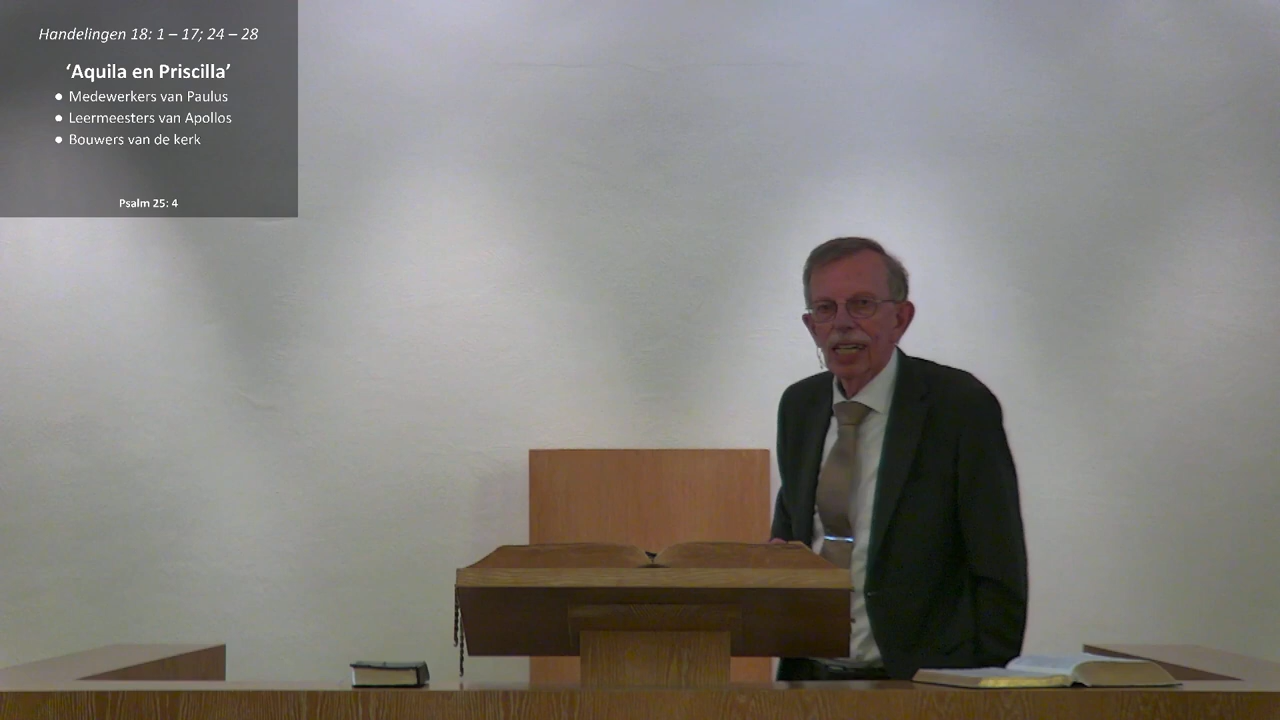 Handelingen 18: 1 – 17; 24 – 28
‘Aquila en Priscilla’
● Medewerkers van Paulus
● Leermeesters van Apollos
● Bouwers van de kerk
Psalm 25: 4